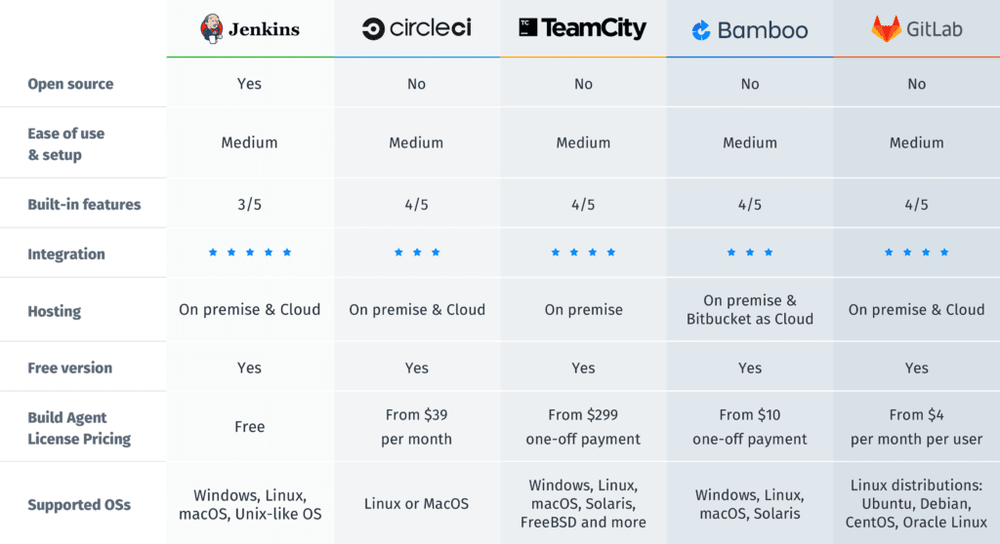 Jenkins
circleci
TC TeamCity
Bamboo
GitLab
Open source
Yes
No
No
No
No
Ease of use
& setup
Medium
Medium
Medium
Medium
Medium
Built-in features
3/5
4/5
4/5
4/5
4/5
Integration
Hosting
On premise & Cloud
On premise & Cloud
On premise
On premise &
Bitbucket as Cloud
On premise & Cloud
Free version
Yes
Yes
Yes
Yes
Yes
Build Agent
License Pricing
Free
From $39
per month
From $299
one-off payment
From $10
one-off payment
From $4
per month per user
Supported OSs
Windows, Linux,
macOS, Unix-like OS
Linux or MacOS
Windows, Linux,
macOS, Solaris,
FreeBSD and more
Windows, Linux,
macOS, Solaris
Linux distributions:
Ubuntu, Debian,
CentOS, Oracle Linux